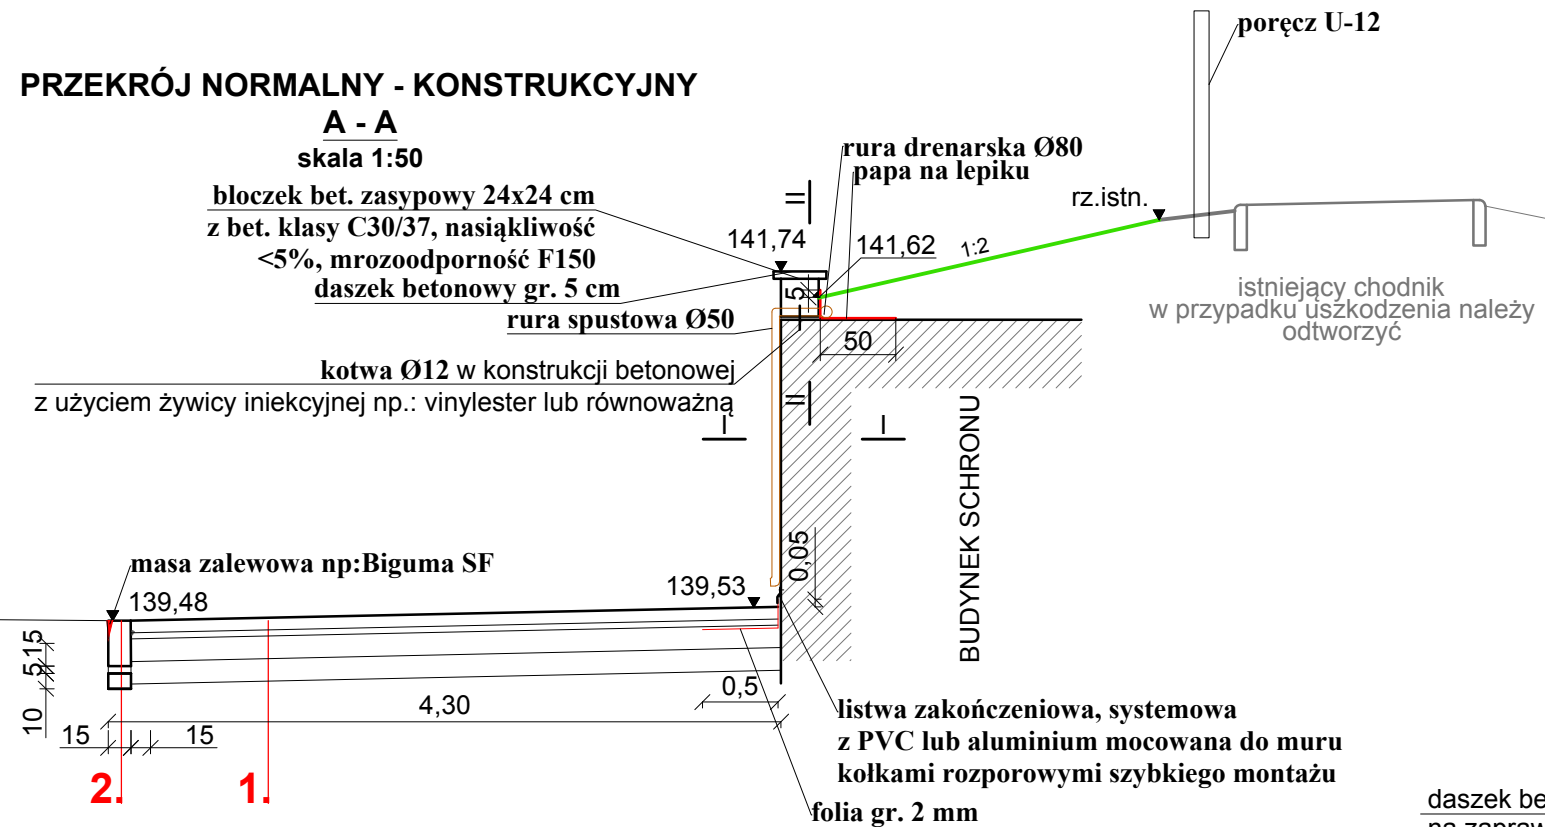 poręcz U-12
PRZEKRÓJ NORMALNY - KONSTRUKCYJNY
A - A
skala 1:50
rura drenarska Ø80
papa na lepiku
bloczek bet. zasypowy 24x24 cm
z bet. klasy C30/37, nasiąkliwość
<5%, mrozoodporność F150
daszek betonowy gr. 5 cm
rura spustowa Ø50
kotwa Ø12 w konstrukcji betonowej
z użyciem żywicy iniekcyjnej np.: vinylester lub równoważną
II
rz.istn.
141,74
141,62
1:2
5
50
istniejący chodnik
w przypadku uszkodzenia należy
odtworzyć
II
I
I
BUDYNEK SCHRONU
0,05
masa zalewowa np:Biguma SF
139,48
139,53
15
5
10
4,30
0,5
15
15
2.
1.
listwa zakończeniowa, systemowa
z PVC lub aluminium mocowana do muru
kołkami rozporowymi szybkiego montażu
folia gr. 2 mm
daszek be
na zapraw